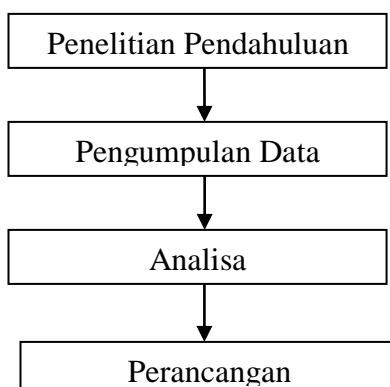 Penelitian Pendahuluan
Pengumpulan Data
Analisa
Perancangan